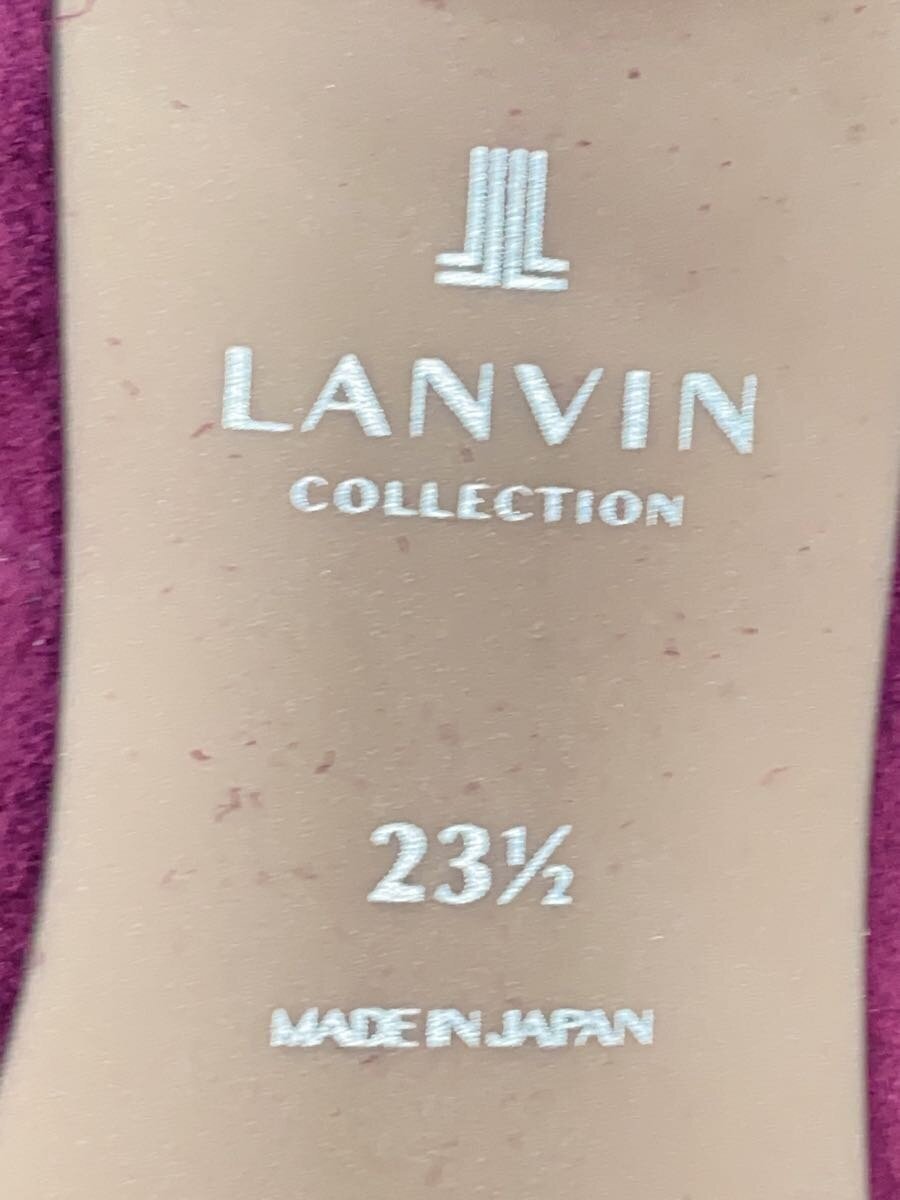 LANVIN
COLLECTION
23½
MADE IN JAPAN